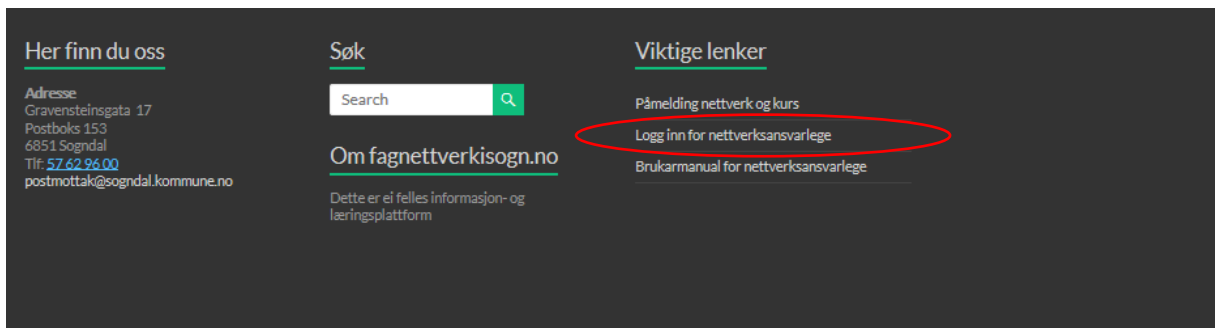 Her finn du oss
Adresse
Gravensteinsgata 17
Postboks 153
6851 Sogndal
Tlf: 57 62 96 00
postmottak@sogndal.kommune.no
Søk
Search
Om fagnettverkisogn.no
Dette er ei felles informasjon- og
læringsplattform
Viktige lenker
Påmelding nettverk og kurs
Logg inn for nettverksansvarlege
Brukarmanual for nettverksansvarlege